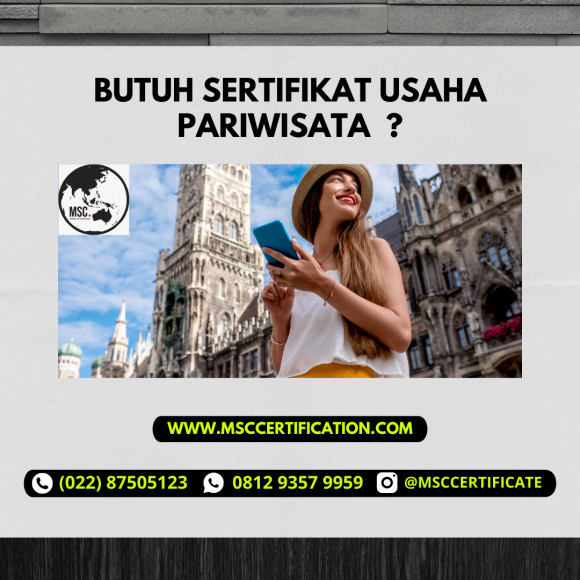 BUTUH SERTIFIKAT USAHA
PARIWISATA ?
MSC.
WWW.MSCCERTIFICATION.COM
(022) 87505123 0812 9357 9959 @MSCCERTIFICATE